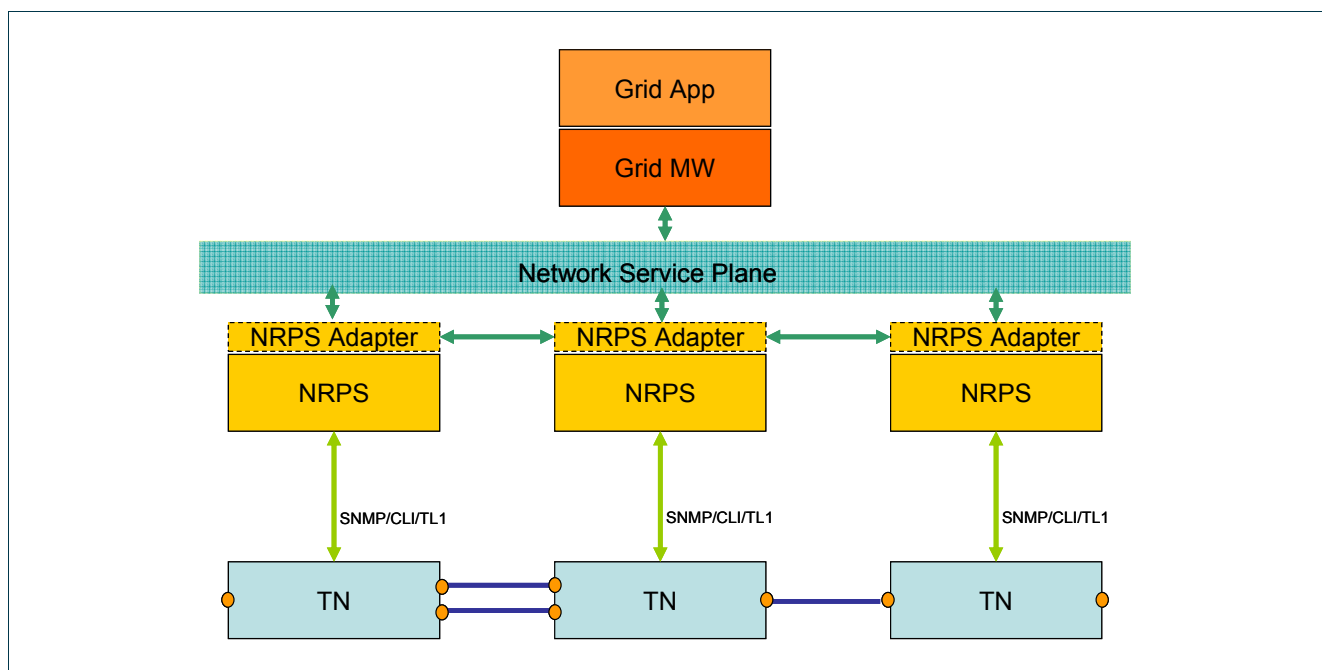 Grid App
Grid MW
Network Service Plane
NRPS Adapter
NRPS Adapter
NRPS Adapter
NRPS
NRPS
NRPS
SNMP/CLI/TL1
SNMP/CLI/TL1
SNMP/CLI/TL1
TN
TN
TN